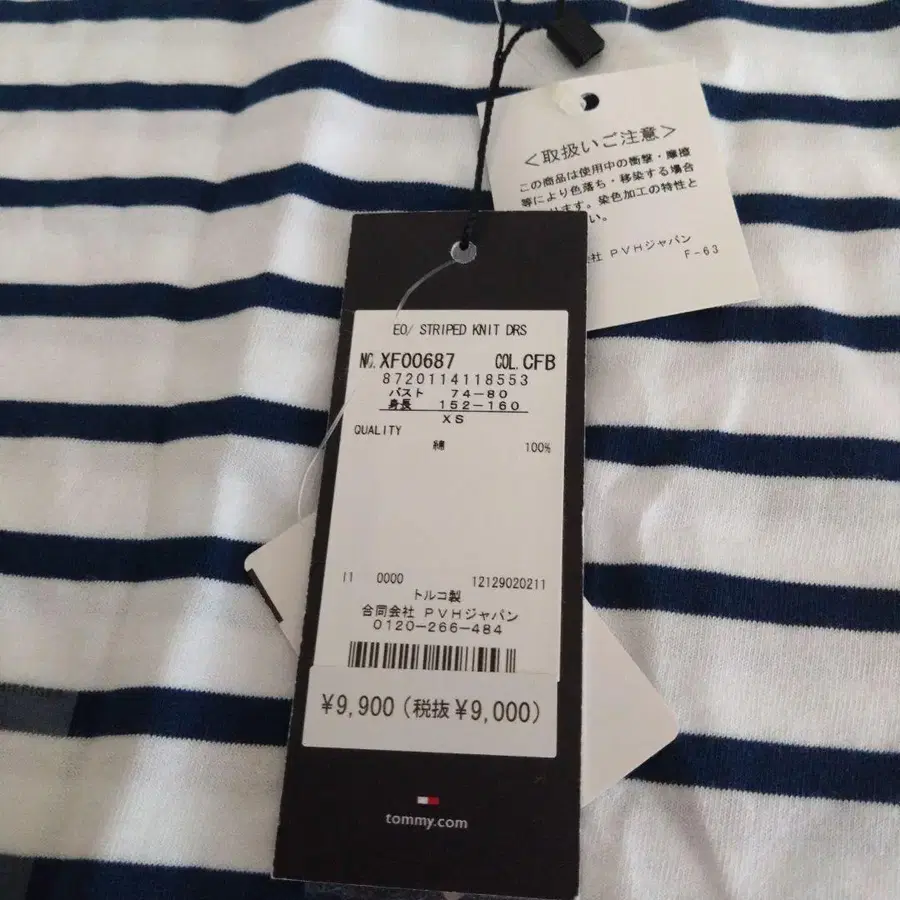 <取扱いご注意>
この商品は使用中の衝撃・摩擦
等により色落ち・移染する場合
ります。染色加工の特性と
い。
社 PVHジャパン
F-63
EO/ STRIPED KNIT DRS
NO. XF00687 COL. CFB
8720114118553
バスト 74-80
身長 152-160
XS
QUALITY
綿 100%
I1 0000 12129020211
トルコ製
合同会社 PVHジャパン
0120-266-484
¥9,900 (税抜¥9,000)
tommy.com